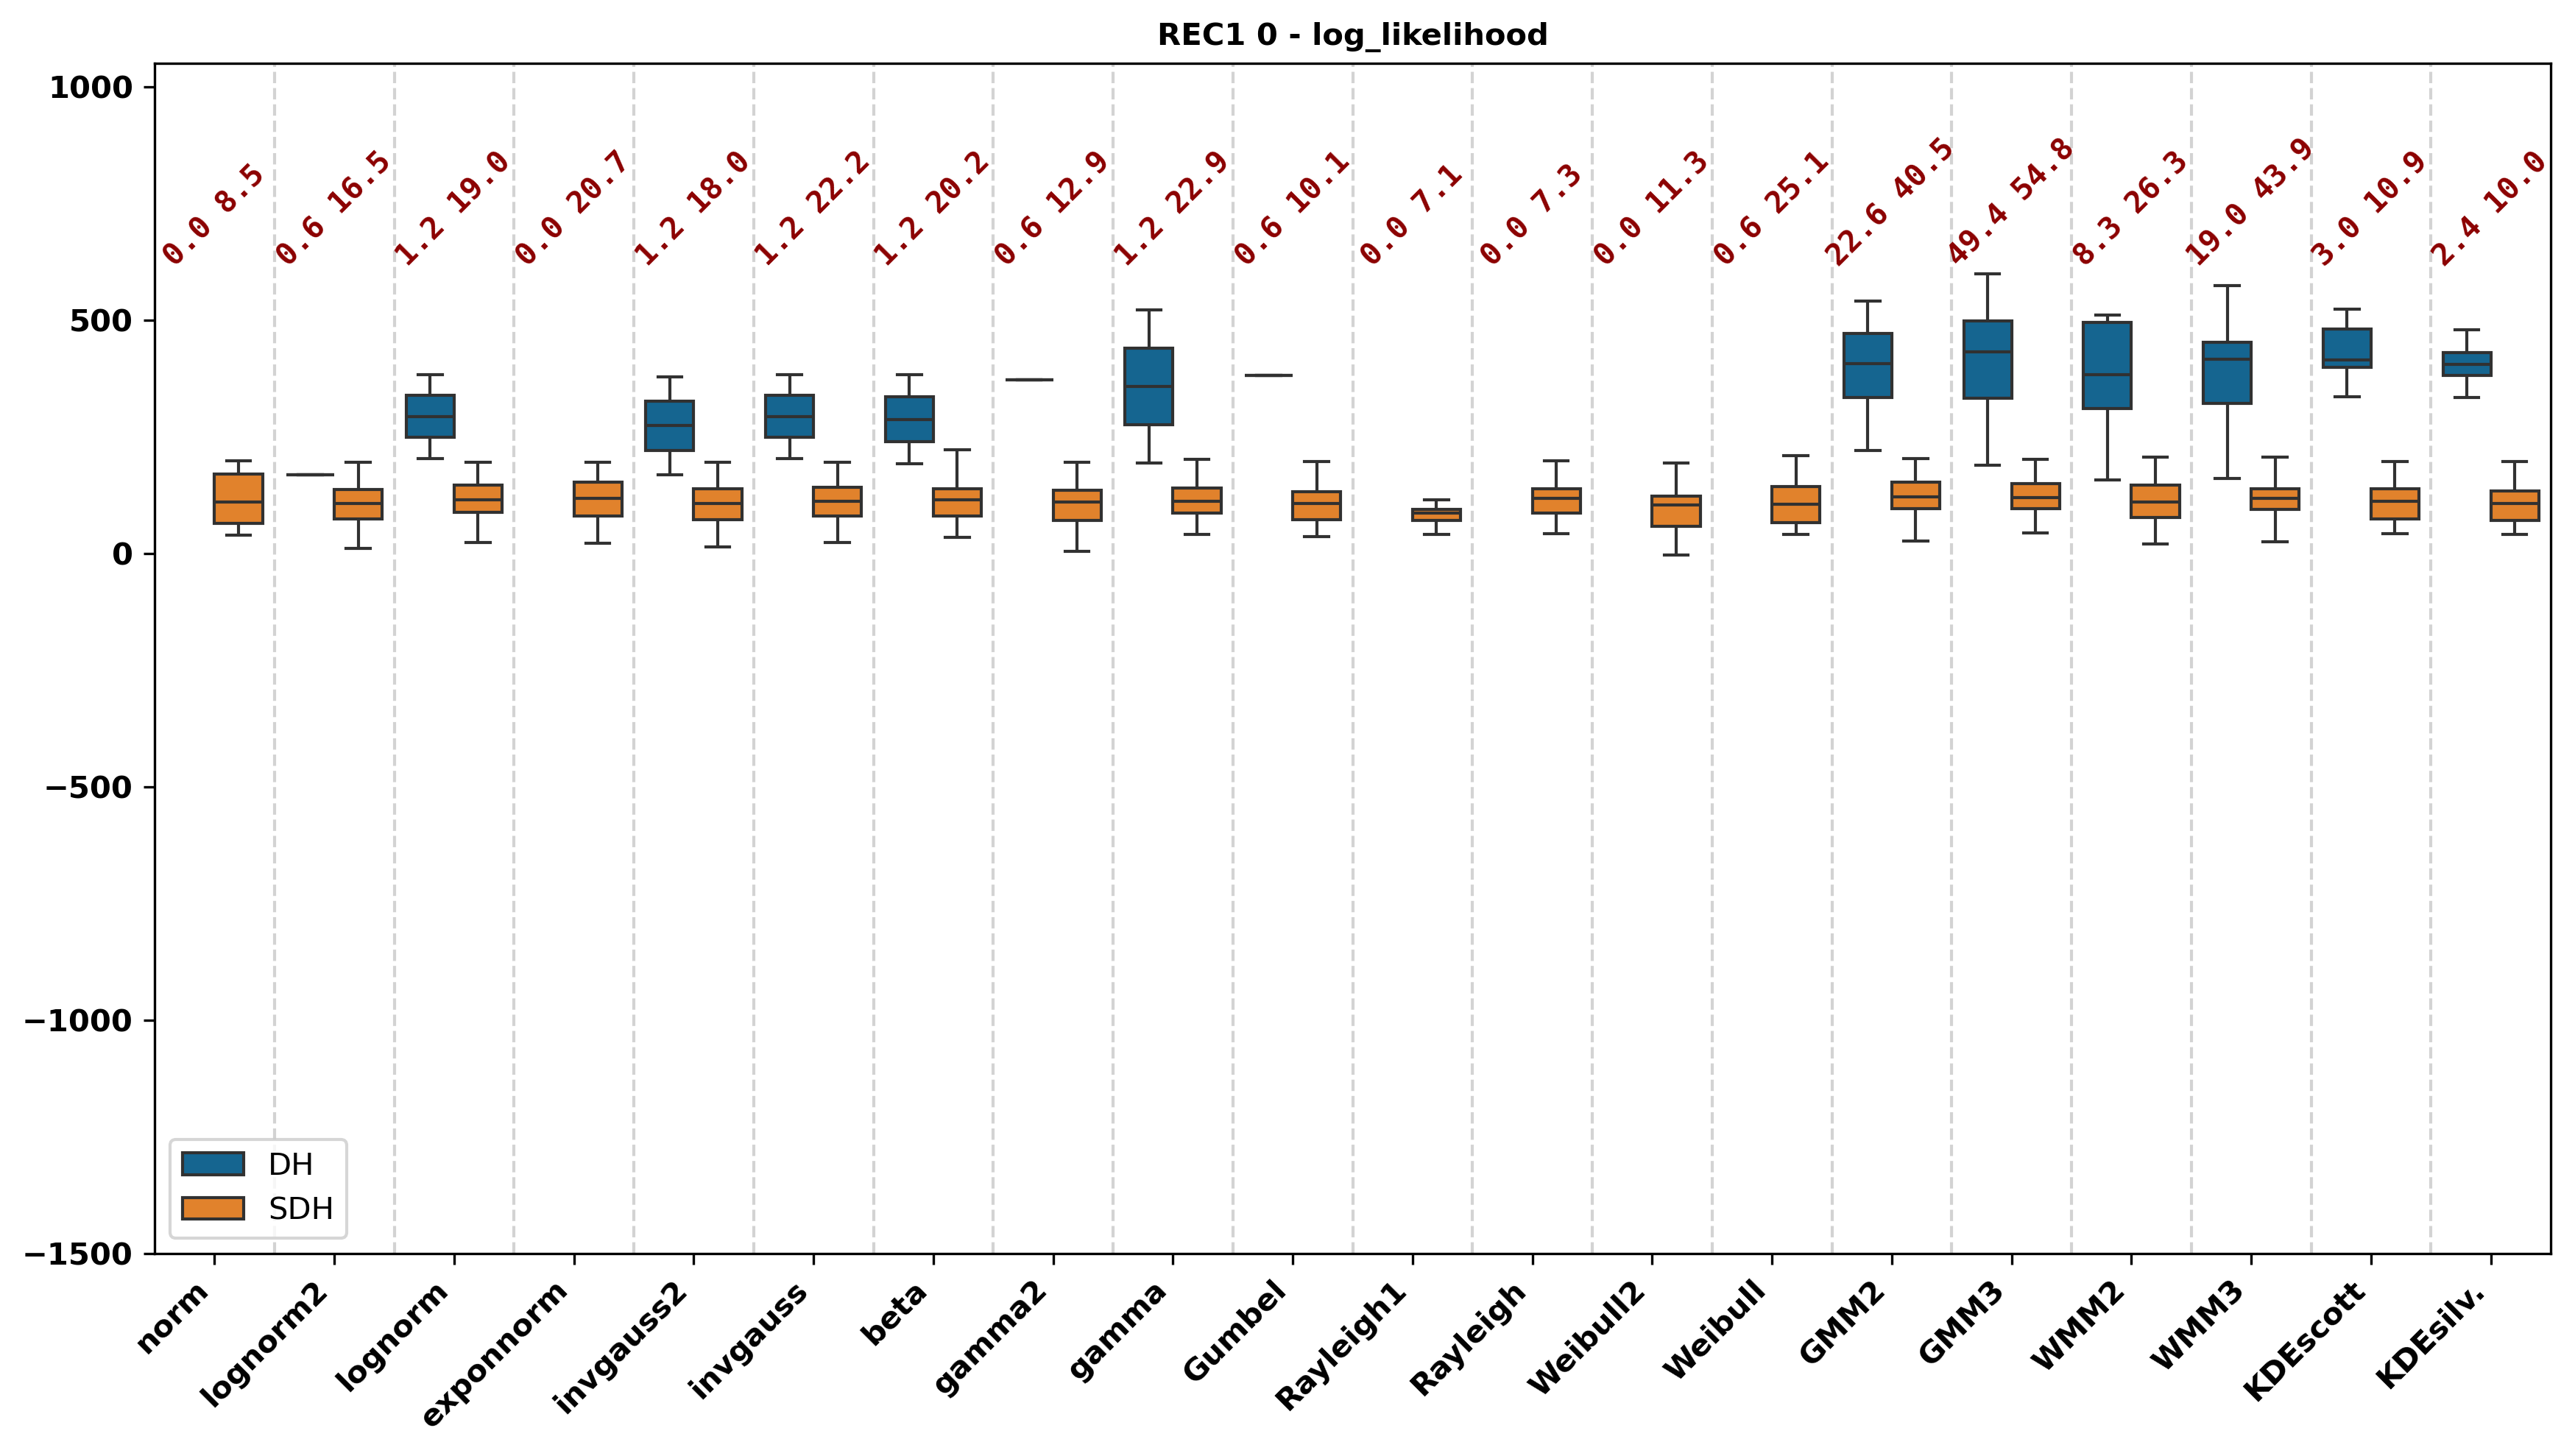 REC1 0 - log_likelihood
1000
500
0
−500
−1000
−1500
0.0 8.5
0.6 16.5
1.2 19.0
0.0 20.7
1.2 18.0
1.2 22.2
1.2 20.2
0.6 12.9
1.2 22.9
0.6 10.1
0.0 7.1
0.0 7.3
0.0 11.3
0.6 25.1
22.6 40.5
49.4 54.8
8.3 26.3
19.0 43.9
3.0 10.9
2.4 10.0
DH
SDH
norm
lognorm2
lognorm
exponnorm
invgauss2
invgauss
beta
gamma2
gamma
Gumbel
Rayleigh1
Rayleigh
Weibull2
Weibull
GMM2
GMM3
WMM2
WMM3
KDEscott
KDEsilv.